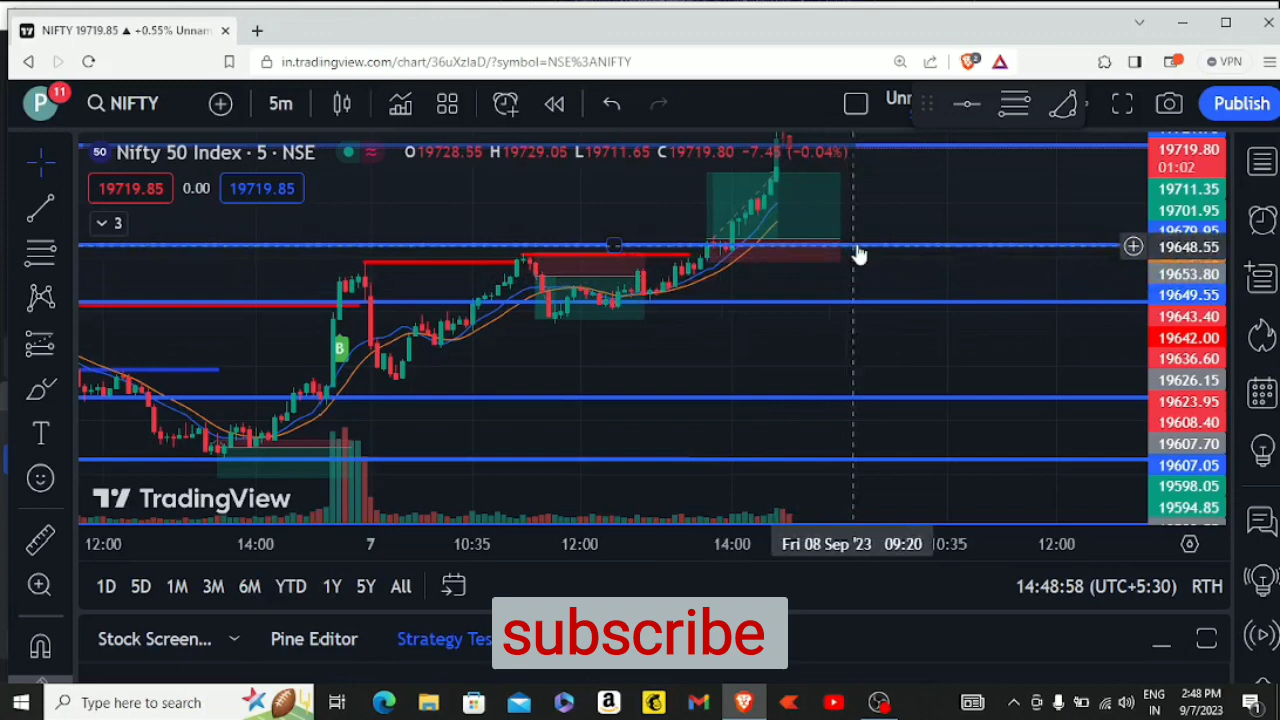 NIFTY 19719.85 ▲ +0.55% Unnam
in.tradingview.com/chart/36uXzlaD/?symbol=NSE%3ANIFTY
2
VPN
P
11
NIFTY
5m
Unn
Publish
50 Nifty 50 Index · 5 · NSE
O19728.55 H19729.05 L19711.65 C19719.80 −7.45 (−0.04%)
19719.85 0.00 19719.85
3
B
TradingView
19719.80
01:02
19711.35
19701.95
19679.95
19648.55
19653.80
19649.55
19643.40
19642.00
19636.60
19626.15
19623.95
19608.40
19607.70
19607.05
19598.05
19594.85
12:00 14:00 7 10:35 12:00 14:00 Fri 08 Sep '23 09:20 0:35 12:00
1D 5D 1M 3M 6M YTD 1Y 5Y All 14:48:58 (UTC+5:30) RTH
Stock Screen... Pine Editor Strategy Tes
subscribe
Type here to search
ENG
IN
2:48 PM
9/7/2023
1